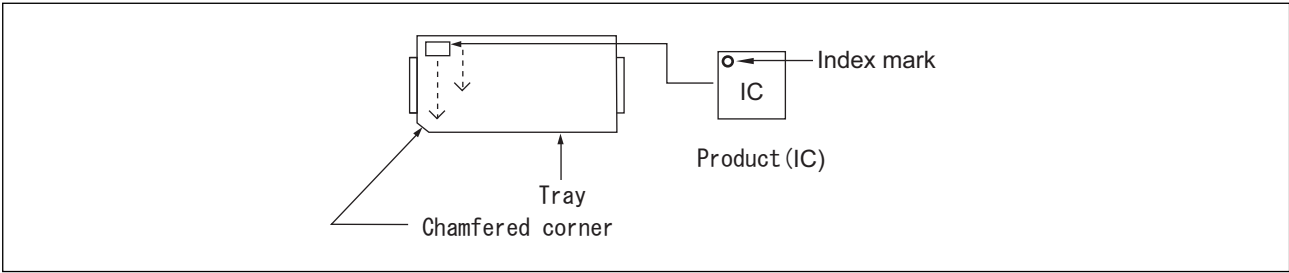 Index mark
IC
Product(IC)
Tray
Chamfered corner